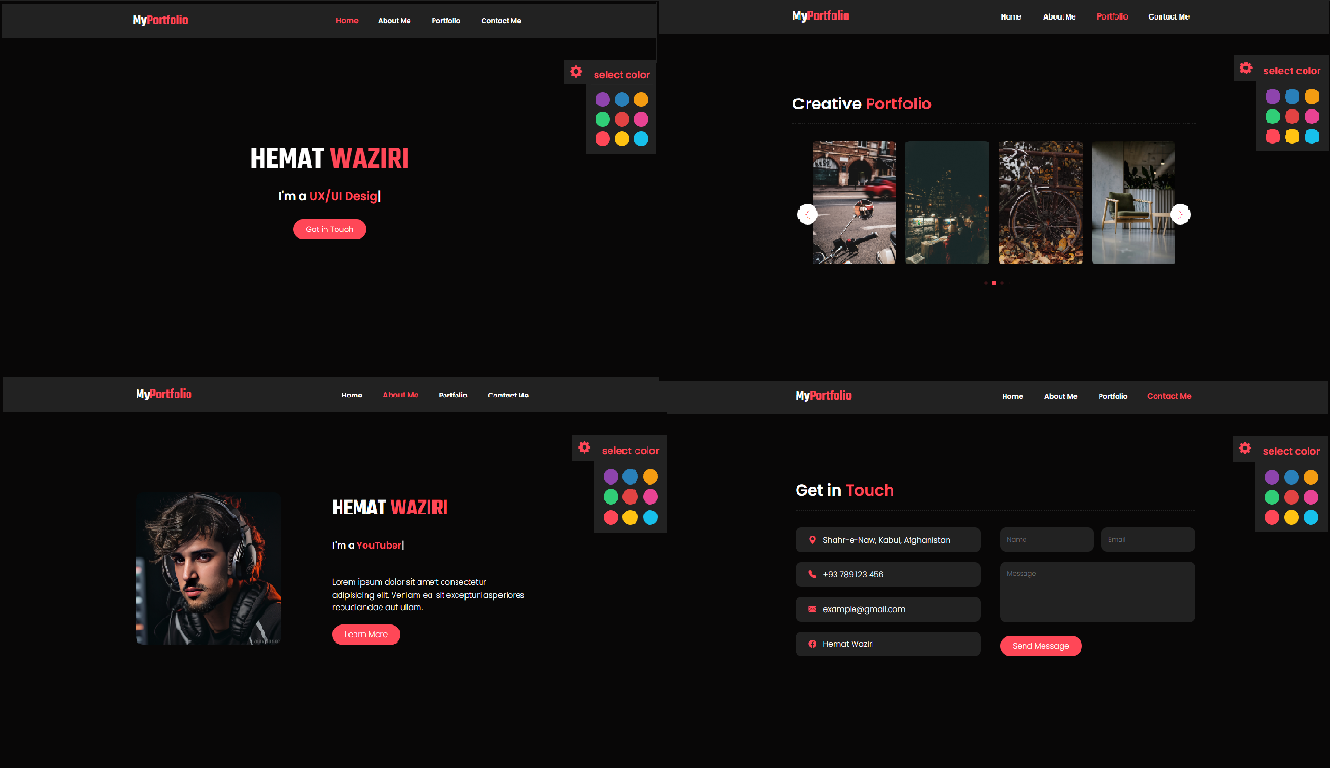 MyPortfolio
Home About Me Portfolio Contact Me
select color
HEMAT WAZIRI
I'm a UX/UI Desig|
Get in Touch
MyPortfolio
Home About Me Portfolio Contact Me
select color
Creative Portfolio
MyPortfolio
Home About Me Portfolio Contact Me
select color
HEMAT WAZIRI
I'm a YouTuber|
Lorem ipsum dolor sit amet consectetur
adipisicing elit. Veniam ea sit excepturi asperiores
repudiandae aut ullam.
Learn More
MyPortfolio
Home About Me Portfolio Contact Me
select color
Get in Touch
Shahr-e-Naw, Kabul, Afghanistan
+93 789 123 456
example@gmail.com
Hemat Waziri
Name
Email
Message
Send Message